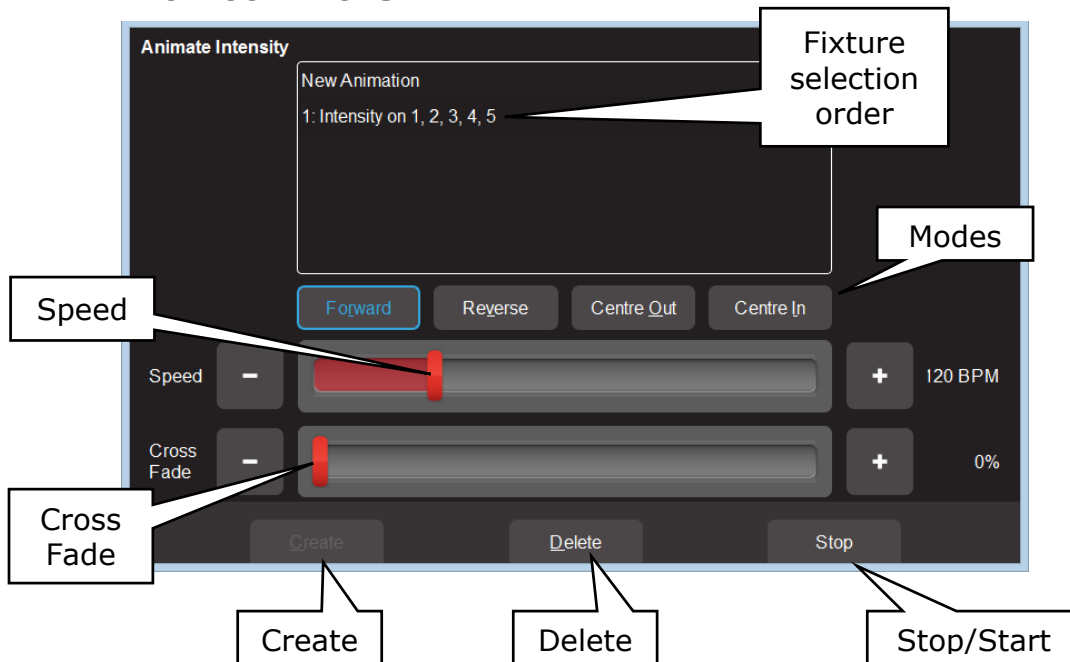 Animate Intensity
Fixture
selection
order
New Animation
1: Intensity on 1, 2, 3, 4, 5
Modes
Speed
Forward Reverse Centre Out Centre In
Speed - + 120 BPM
Cross
Fade - + 0%
Cross
Fade
Create Delete Stop
Create Delete Stop/Start